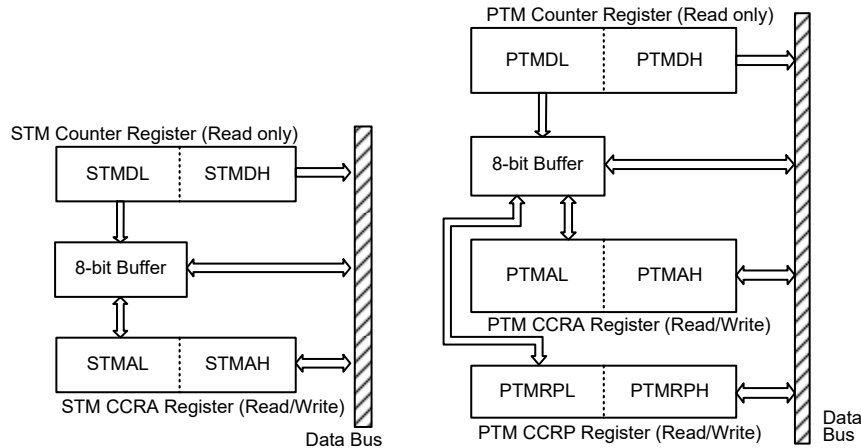 STM Counter Register (Read only)
STMDL STMDH
8-bit Buffer
STMAL STMAH
STM CCRA Register (Read/Write)
Data Bus
PTM Counter Register (Read only)
PTMDL PTMDH
8-bit Buffer
PTMAL PTMAH
PTM CCRA Register (Read/Write)
PTMRPL PTMRPH
PTM CCRP Register (Read/Write)
Data
Bus